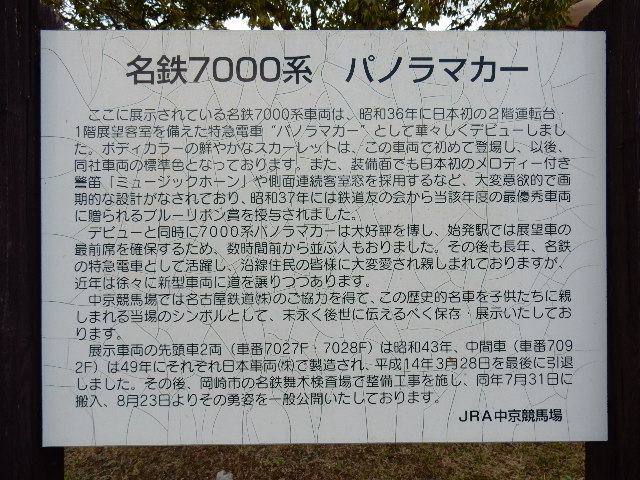 名鉄7000系 パノラマカー
ここに展示されている名鉄7000系車両は、昭和36年に日本初の2階運転台・
1階展望客室を備えた特急電車“パノラマカー”として華々しくデビューしまし
た。ボディカラーの鮮やかなスカーレットは、この車両で初めて登場し、以後、
同社車両の標準色となっております。また、装備面でも日本初のメロディー付き
警笛「ミュージックホーン」や側面連続客室窓を採用するなど、大変意欲的で画
期的な設計がなされており、昭和37年には鉄道友の会から当該年度の最優秀車両
に贈られるブルーリボン賞を授与されました。
デビューと同時に7000系パノラマカーは大好評を博し、始発駅では展望車の
最前席を確保するため、数時間前から並ぶ人もおりました。その後も長年、名鉄
の特急電車として活躍し、沿線住民の皆様に大変愛され親しまれておりますが、
近年は徐々に新型車両に道を譲りつつあります。
中京競馬場では名古屋鉄道㈱のご協力を得て、この歴史的名車を子供たちに親
しまれる当場のシンボルとして、末永く後世に伝えるべく保存・展示いたしてお
ります。
展示車両の先頭車2両（車番7027F・7028F）は昭和43年、中間車（車番709
2F）は49年にそれぞれ日本車両㈱で製造され、平成14年3月28日を最後に引退
しました。その後、岡崎市の名鉄舞木検査場で整備工事を施し、同年7月31日に
搬入、8月23日よりその勇姿を一般公開いたしております。
JRA中京競馬場